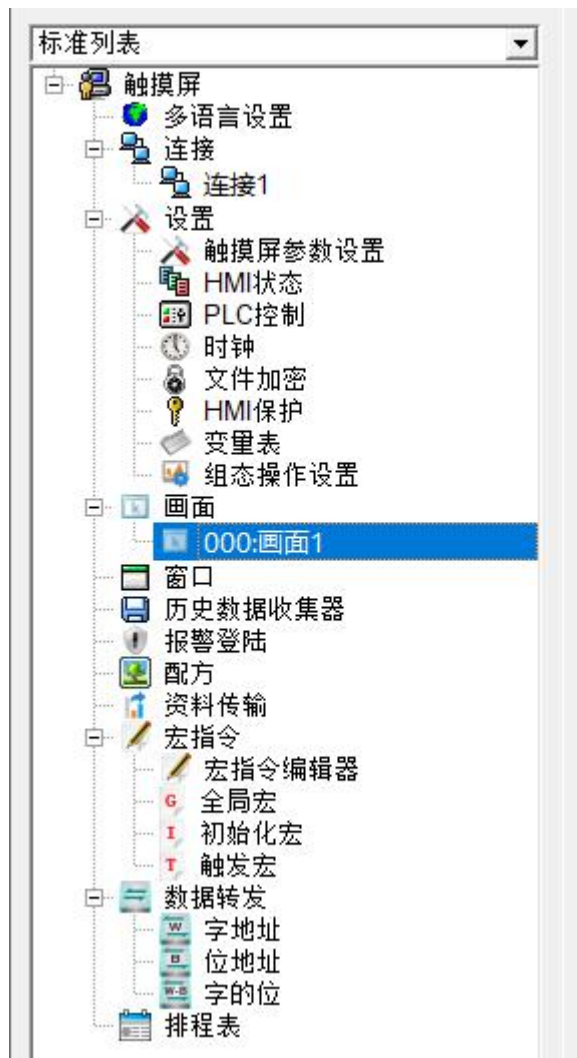 标准列表
触摸屏
多语言设置
连接
连接1
设置
触摸屏参数设置
HMI状态
PLC控制
时钟
文件加密
HMI保护
变里表
组态操作设置
画面
000:画面1
窗口
历史数据收集器
报警登陆
配方
资料传输
宏指令
宏指令编辑器
G 全局宏
I 初始化宏
T 触发宏
数据转发
W 字地址
B 位地址
W-B 字的位
排程表